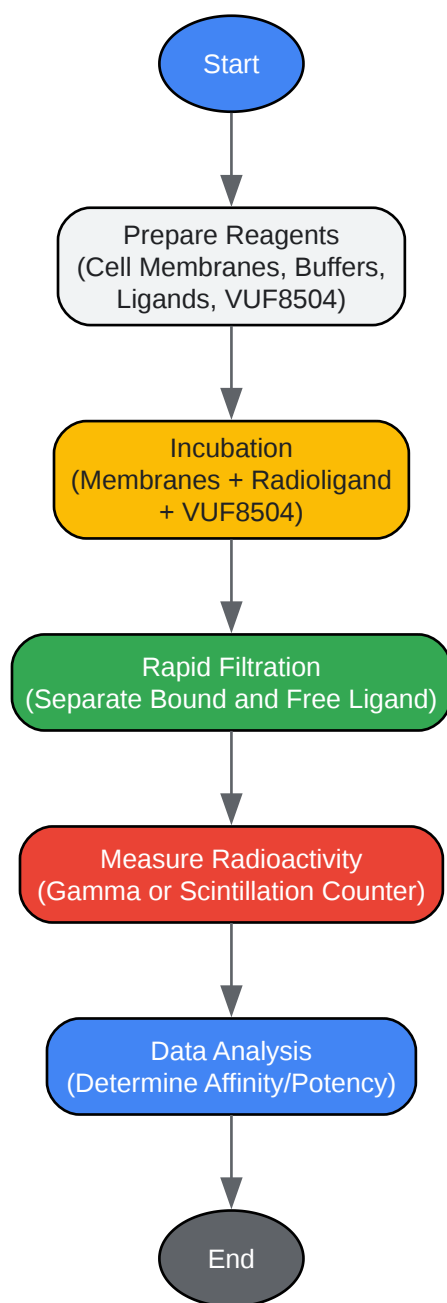 Start
Prepare Reagents
(Cell Membranes, Buffers,
Ligands, VUF8504)
Incubation
(Membranes + Radioligand
+ VUF8504)
Rapid Filtration
(Separate Bound and Free Ligand)
Measure Radioactivity
(Gamma or Scintillation Counter)
Data Analysis
(Determine Affinity/Potency)
End